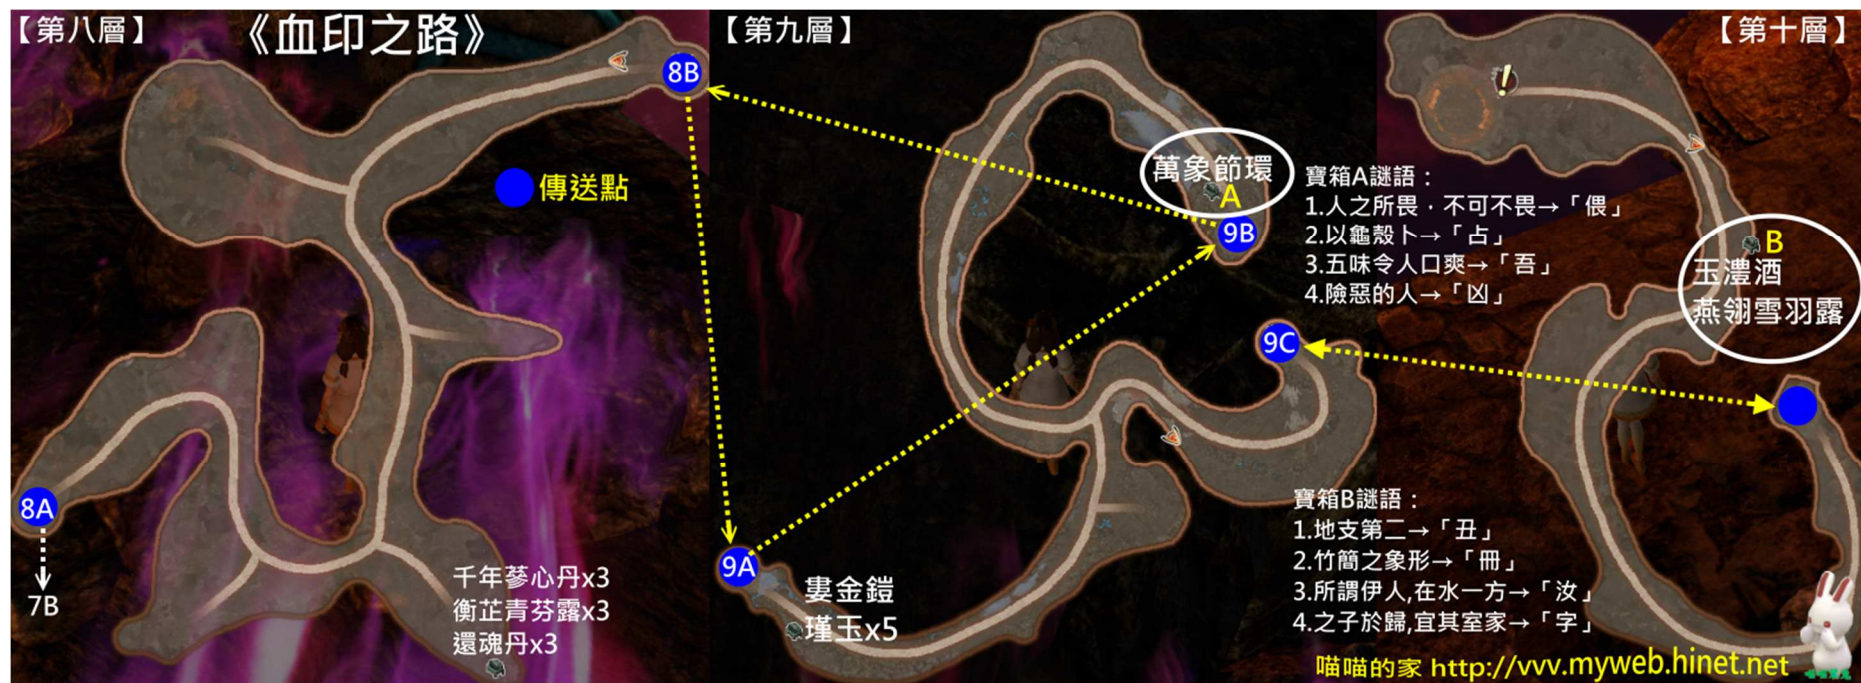 【第八層】
《血印之路》
8B
傳送點
8A
7B
千年蔘心丹x3
衡芷青芬露x3
還魂丹x3
【第九層】
萬象節環
A
9B
9C
9A
婁金鎧
瑾玉x5
【第十層】
寶箱A謎語：
1.人之所畏，不可不畏→「偎」
2.以龜殼卜→「占」
3.五味令人口爽→「吾」
4.險惡的人→「凶」
B
玉澧酒
燕翎雪羽露
寶箱B謎語：
1.地支第二→「丑」
2.竹簡之象形→「冊」
3.所謂伊人,在水一方→「汝」
4.之子於歸,宜其室家→「字」
喵喵的家 http://vvv.myweb.hinet.net